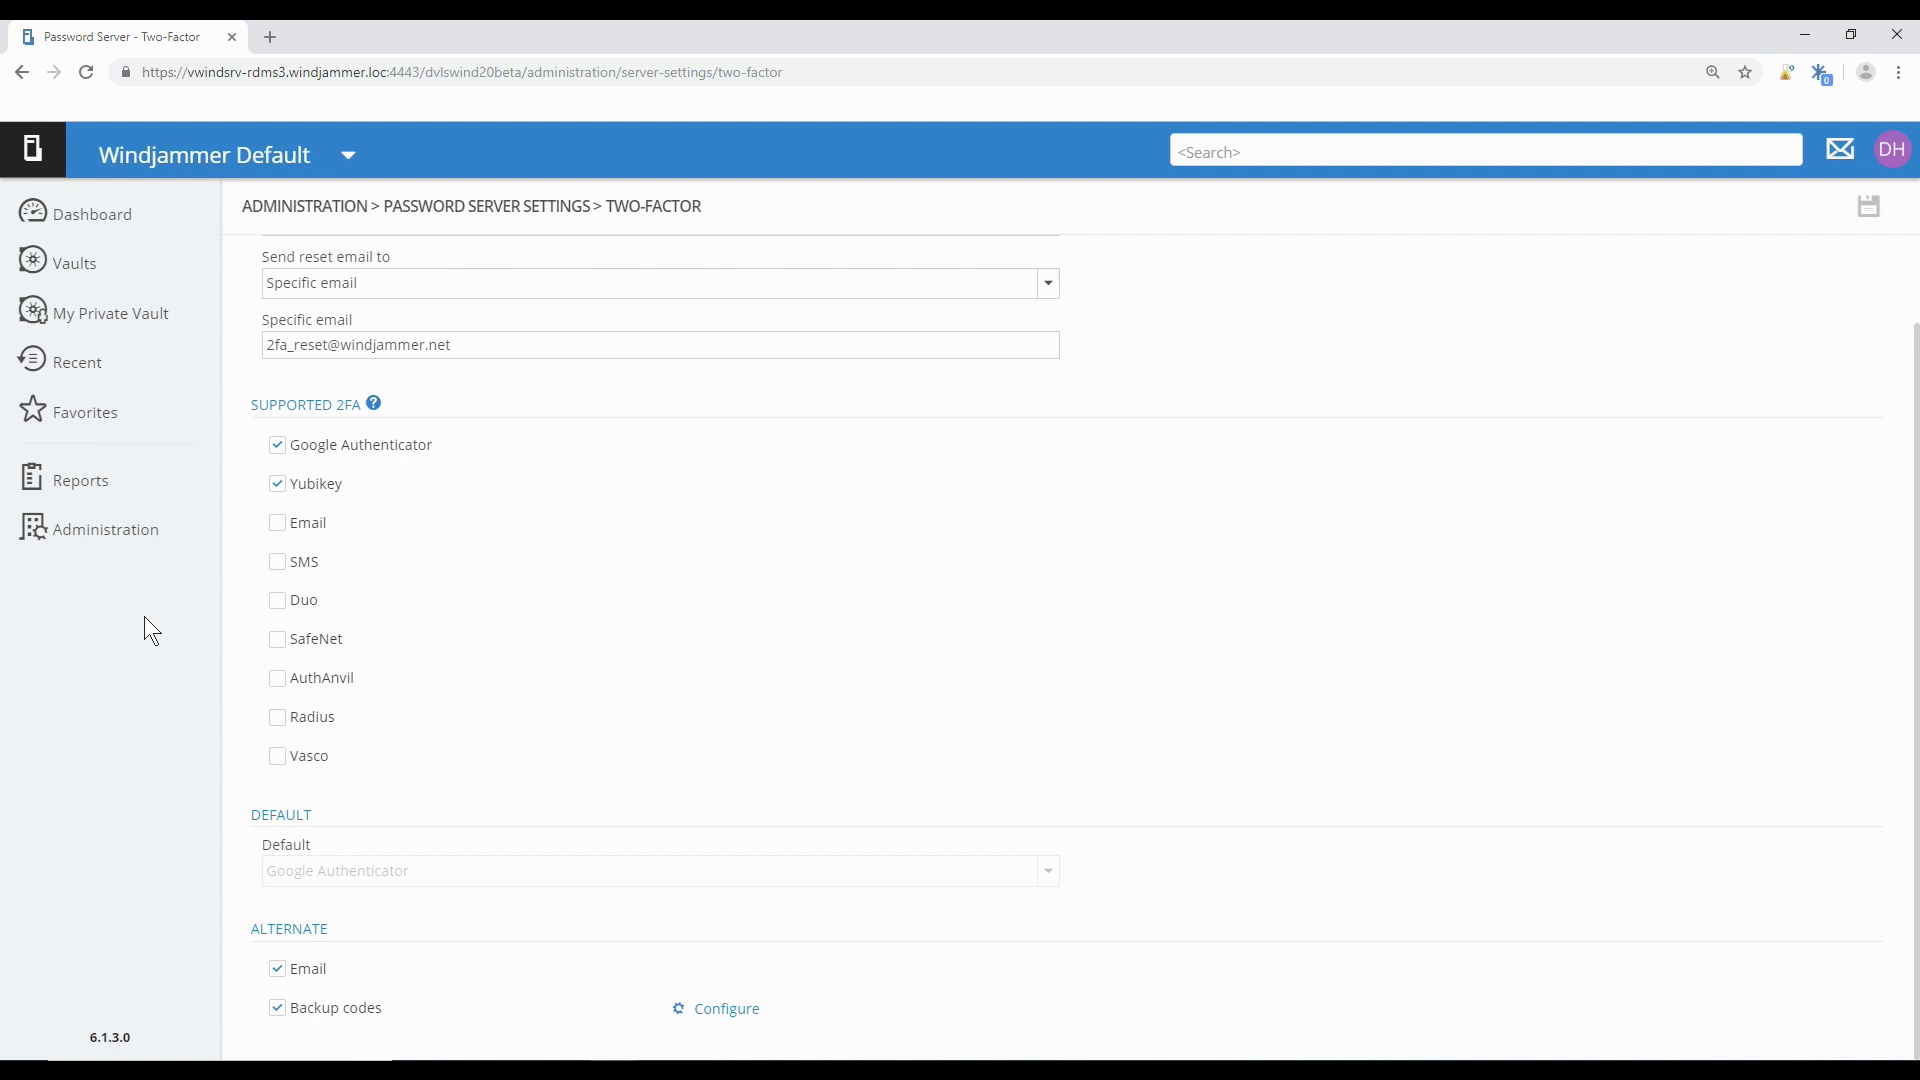 Password Server - Two-Factor
https://vwindsrv-rdms3.windjammer.loc:4443/dvlswind20beta/administration/server-settings/two-factor
0
Windjammer Default
<Search>
DH
Dashboard
Vaults
My Private Vault
Recent
Favorites
Reports
Administration
6.1.3.0
ADMINISTRATION > PASSWORD SERVER SETTINGS > TWO-FACTOR
Send reset email to
Specific email
Specific email
2fa_reset@windjammer.net
SUPPORTED 2FA ?
Google Authenticator
Yubikey
Email
SMS
Duo
SafeNet
AuthAnvil
Radius
Vasco
DEFAULT
Default
Google Authenticator
ALTERNATE
Email
Backup codes
Configure